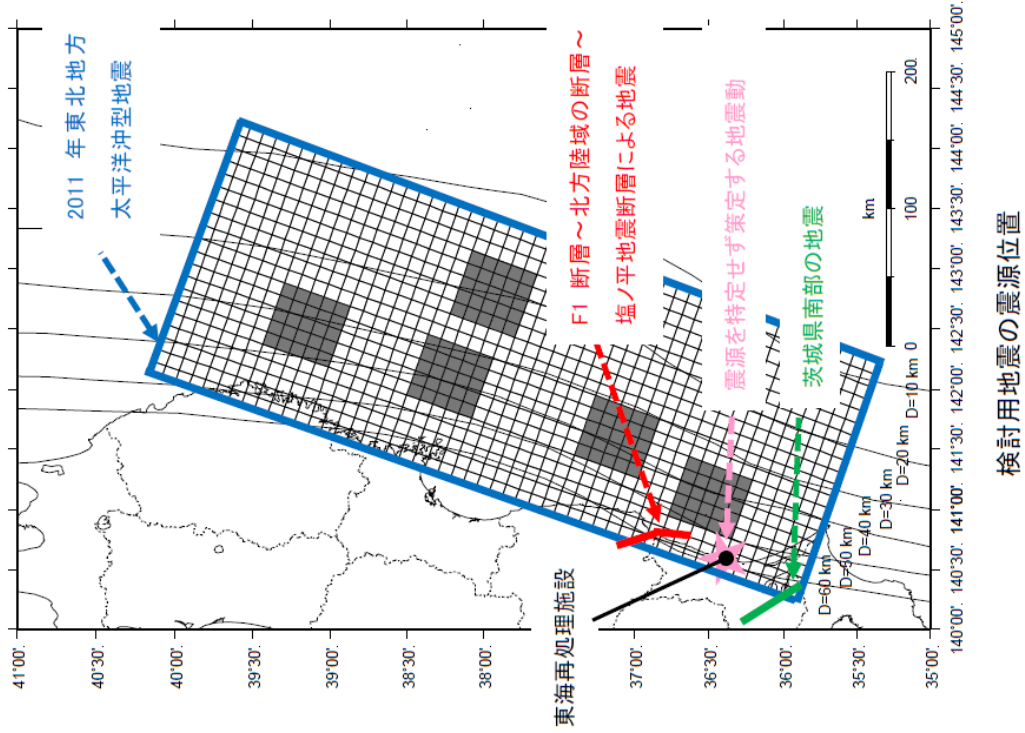 2011 年東北地方
太平洋沖型地震
F1 断層～北方陸域の断層～
塩ノ平地震断層による地震
震源を特定せず策定する地震動
茨城県南部の地震
東海再処理施設
41°00'.
40°30'.
40°00'.
39°30'.
39°00'.
38°30'.
38°00'.
37°00'.
36°30'.
36°00'.
35°30'.
35°00'.
140°00'.
140°30'.
141°00'.
141°30'.
142°00'.
142°30'.
143°00'.
143°30'.
144°00'.
144°30'.
145°00'.
D=60 km
D=50 km
D=40 km
D=30 km
D=20 km
D=10 km
km
0
100
200
検討用地震の震源位置